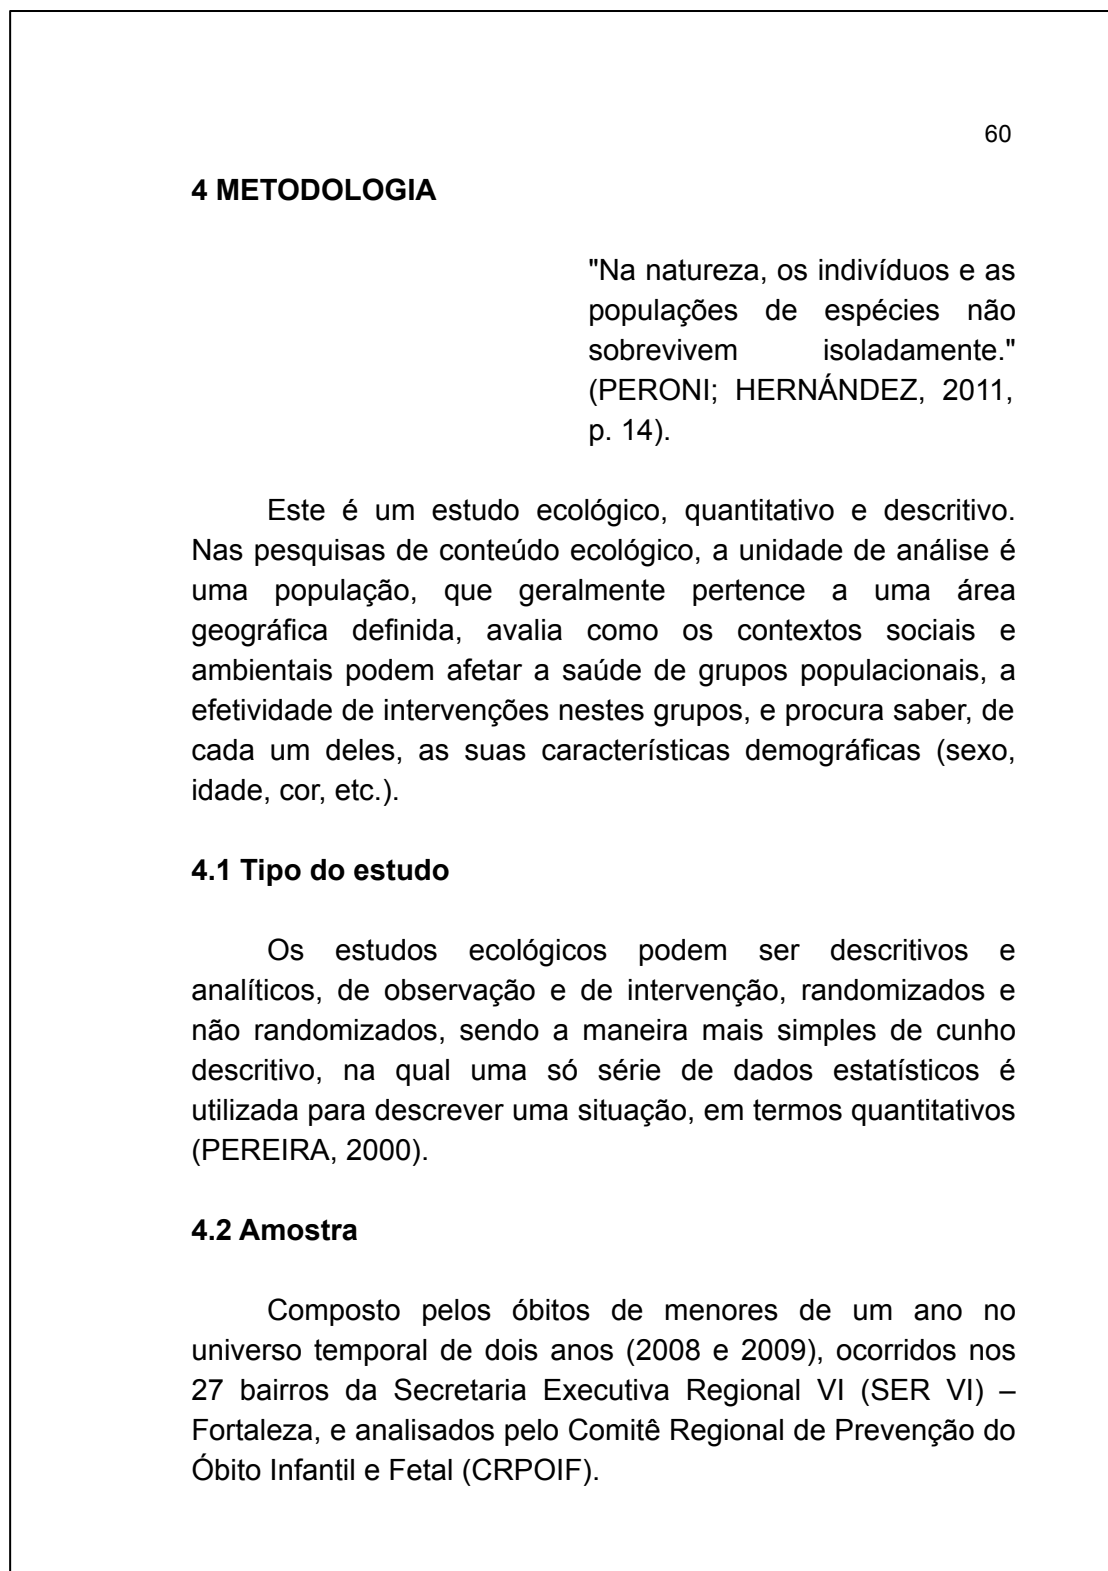 60
4 METODOLOGIA
"Na natureza, os indivíduos e as
populações de espécies não
sobrevivem isoladamente."
(PERONI; HERNÁNDEZ, 2011,
p. 14).
Este é um estudo ecológico, quantitativo e descritivo.
Nas pesquisas de conteúdo ecológico, a unidade de análise é
uma população, que geralmente pertence a uma área
geográfica definida, avalia como os contextos sociais e
ambientais podem afetar a saúde de grupos populacionais, a
efetividade de intervenções nestes grupos, e procura saber, de
cada um deles, as suas características demográficas (sexo,
idade, cor, etc.).
4.1 Tipo do estudo
Os estudos ecológicos podem ser descritivos e
analíticos, de observação e de intervenção, randomizados e
não randomizados, sendo a maneira mais simples de cunho
descritivo, na qual uma só série de dados estatísticos é
utilizada para descrever uma situação, em termos quantitativos
(PEREIRA, 2000).
4.2 Amostra
Composto pelos óbitos de menores de um ano no
universo temporal de dois anos (2008 e 2009), ocorridos nos
27 bairros da Secretaria Executiva Regional VI (SER VI) –
Fortaleza, e analisados pelo Comitê Regional de Prevenção do
Óbito Infantil e Fetal (CRPOIF).